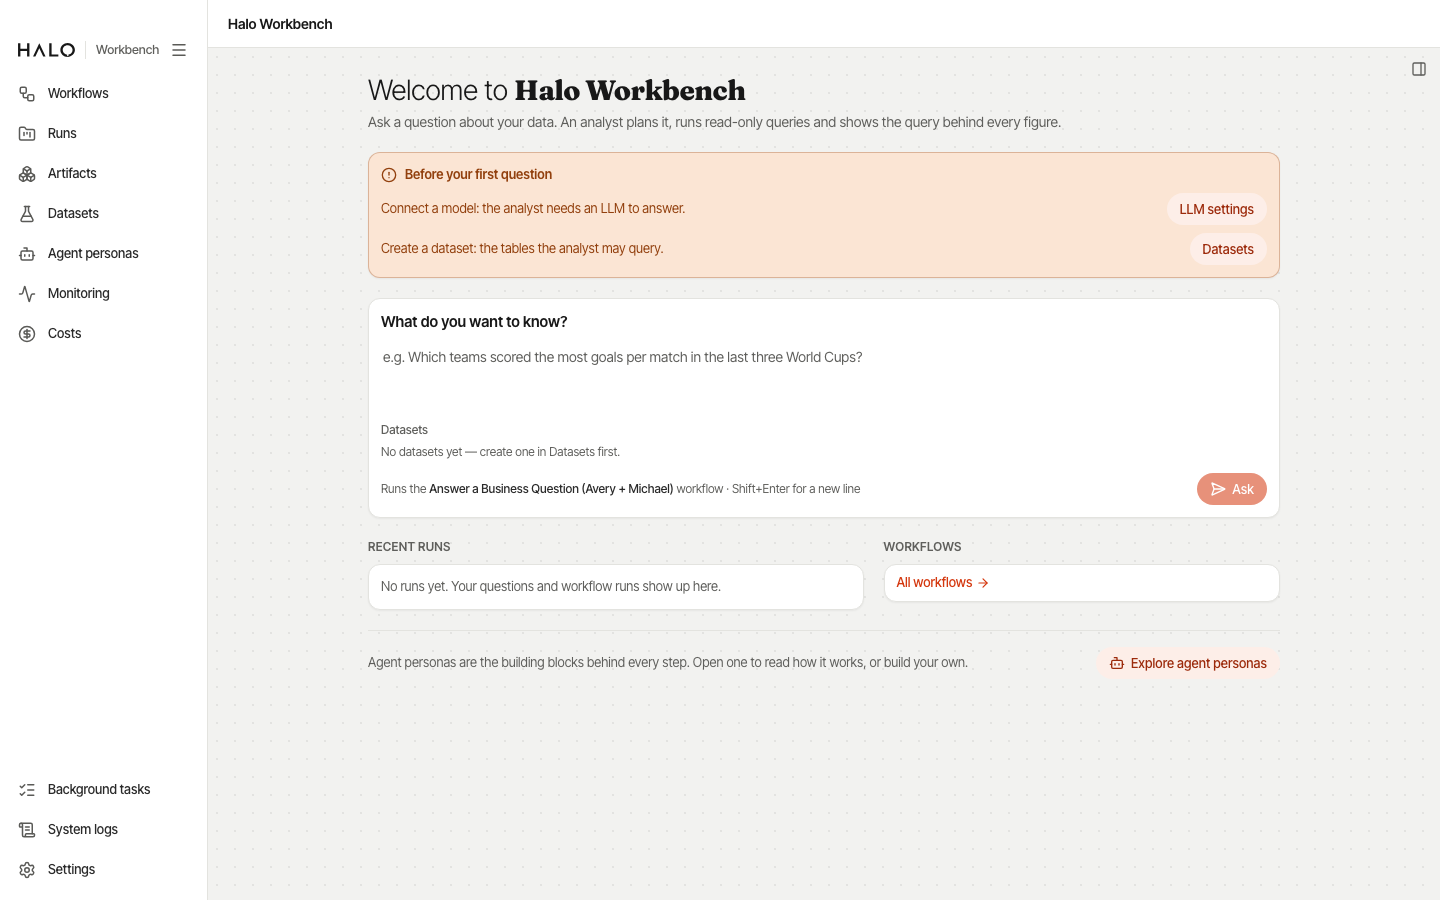 HALO Workbench
Workflows
Runs
Artifacts
Datasets
Agent personas
Monitoring
Costs
Background tasks
System logs
Settings
Halo Workbench
Welcome to Halo Workbench
Ask a question about your data. An analyst plans it, runs read-only queries and shows the query behind every figure.
Before your first question
Connect a model: the analyst needs an LLM to answer.
LLM settings
Create a dataset: the tables the analyst may query.
Datasets
What do you want to know?
e.g. Which teams scored the most goals per match in the last three World Cups?
Datasets
No datasets yet — create one in Datasets first.
Runs the Answer a Business Question (Avery + Michael) workflow · Shift+Enter for a new line
Ask
RECENT RUNS
No runs yet. Your questions and workflow runs show up here.
WORKFLOWS
All workflows →
Agent personas are the building blocks behind every step. Open one to read how it works, or build your own.
Explore agent personas